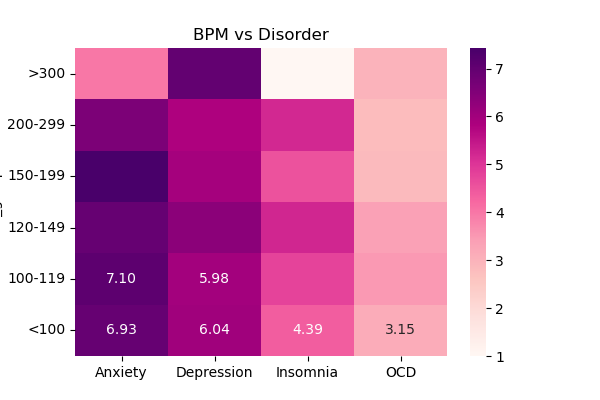 BPM vs Disorder
>300
200-299
150-199
120-149
100-119 7.10 5.98
<100 6.93 6.04 4.39 3.15
Anxiety Depression Insomnia OCD
7
6
5
4
3
2
1